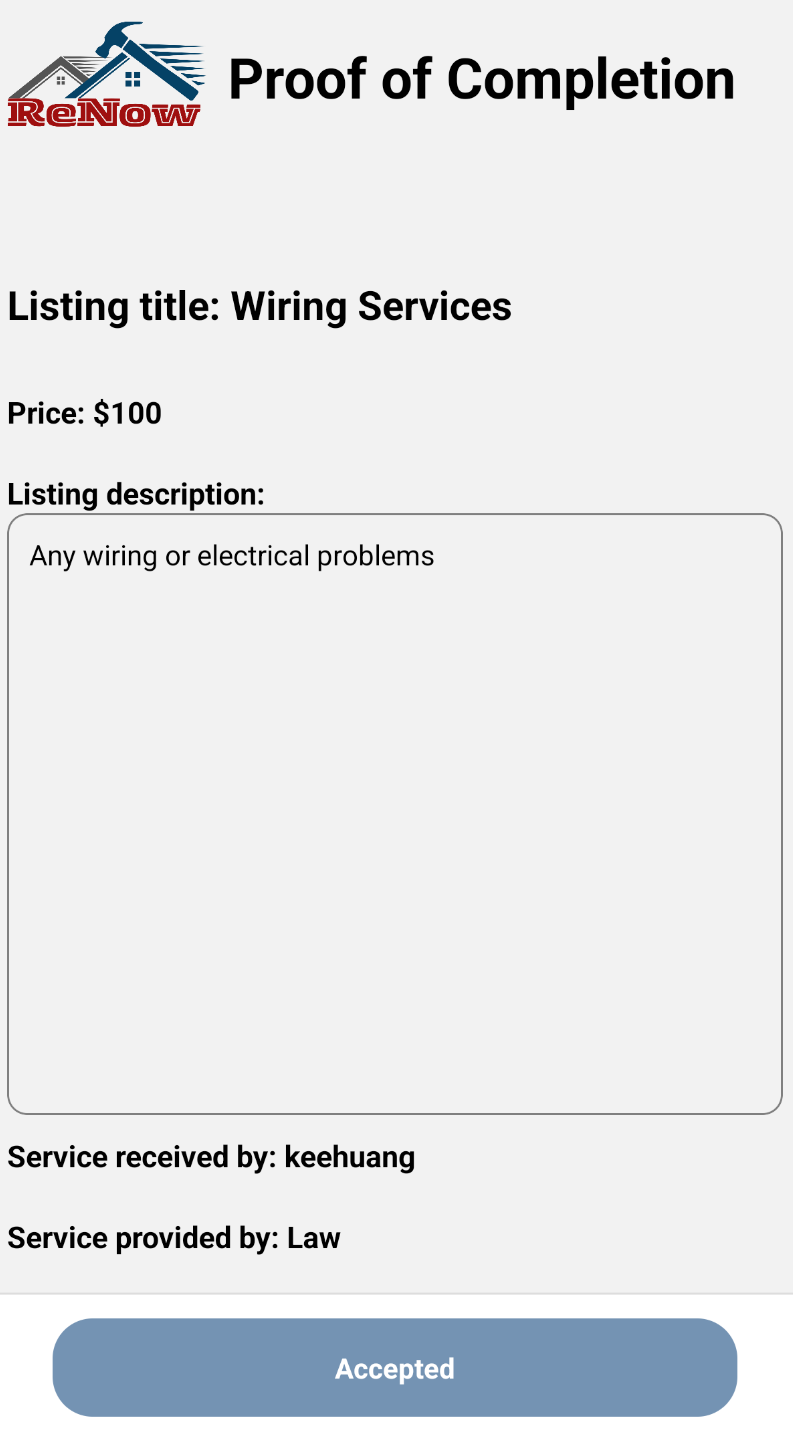 ReNow
Proof of Completion
Listing title: Wiring Services
Price: $100
Listing description:
Any wiring or electrical problems
Service received by: keehuang
Service provided by: Law
Accepted